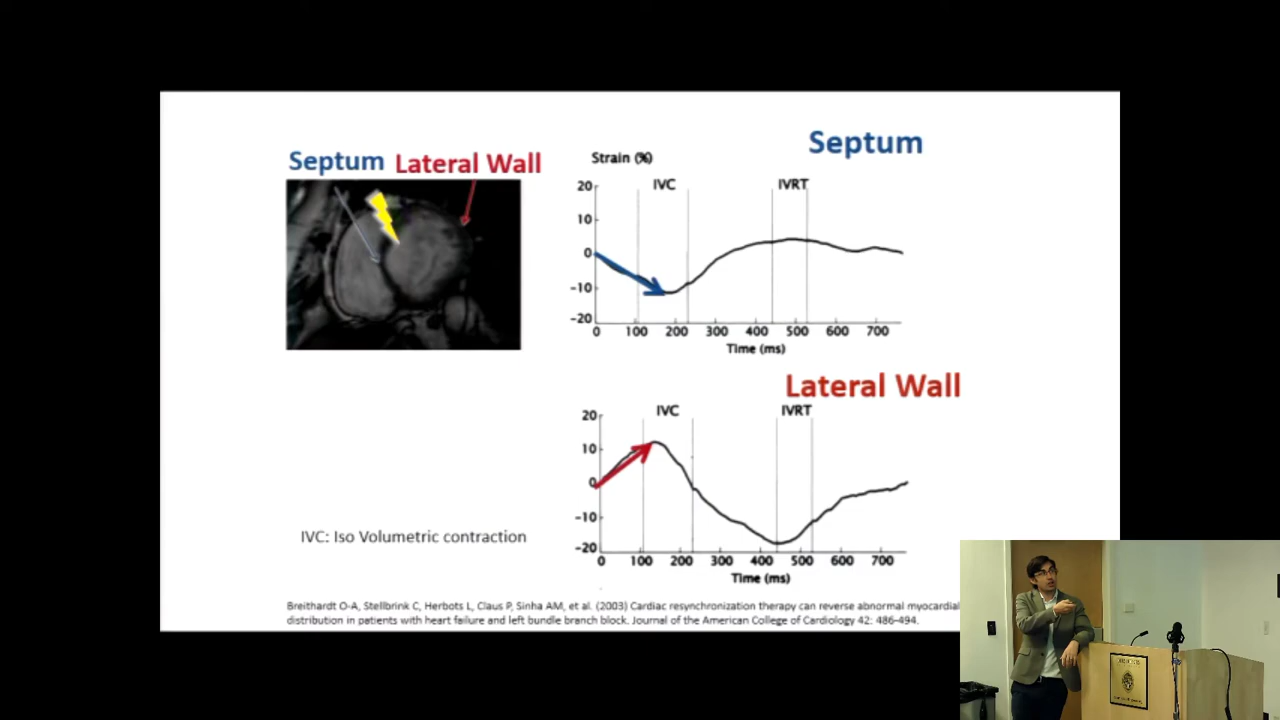 Septum
Septum Lateral Wall
Strain (%)
IVC IVRT
20
10
0
-10
-20
0 100 200 300 400 500 600 700
Time (ms)
Lateral Wall
IVC IVRT
20
10
0
-10
-20
0 100 200 300 400 500 600 700
Time (ms)
IVC: Iso Volumetric contraction
Breithardt O-A, Stellbrink C, Herbots L, Claus P, Sinha AM, et al. (2003) Cardiac resynchronization therapy can reverse abnormal myocardial
distribution in patients with heart failure and left bundle branch block. Journal of the American College of Cardiology 42: 486-494.